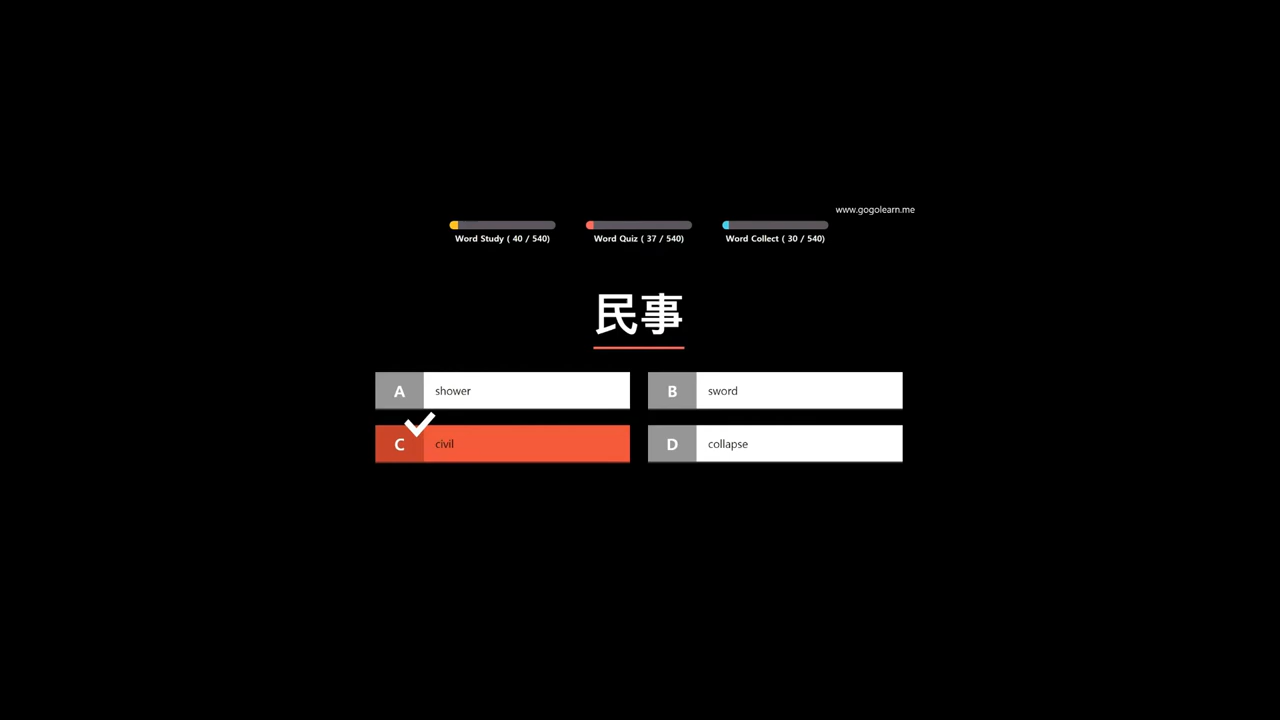 www.gogolearn.me
Word Study ( 40 / 540)
Word Quiz ( 37 / 540)
Word Collect ( 30 / 540)
民事
A shower
B sword
C civil
D collapse